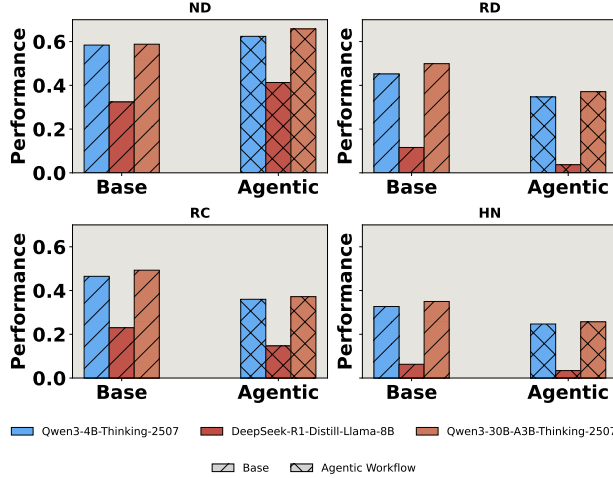 ND
RD
Performance
0.6
0.4
0.2
0.0
Base
Agentic
Performance
Base
Agentic
RC
HN
Performance
0.6
0.4
0.2
0.0
Base
Agentic
Performance
Base
Agentic
Qwen3-4B-Thinking-2507
DeepSeek-R1-Distill-Llama-8B
Qwen3-30B-A3B-Thinking-2507
Base
Agentic Workflow